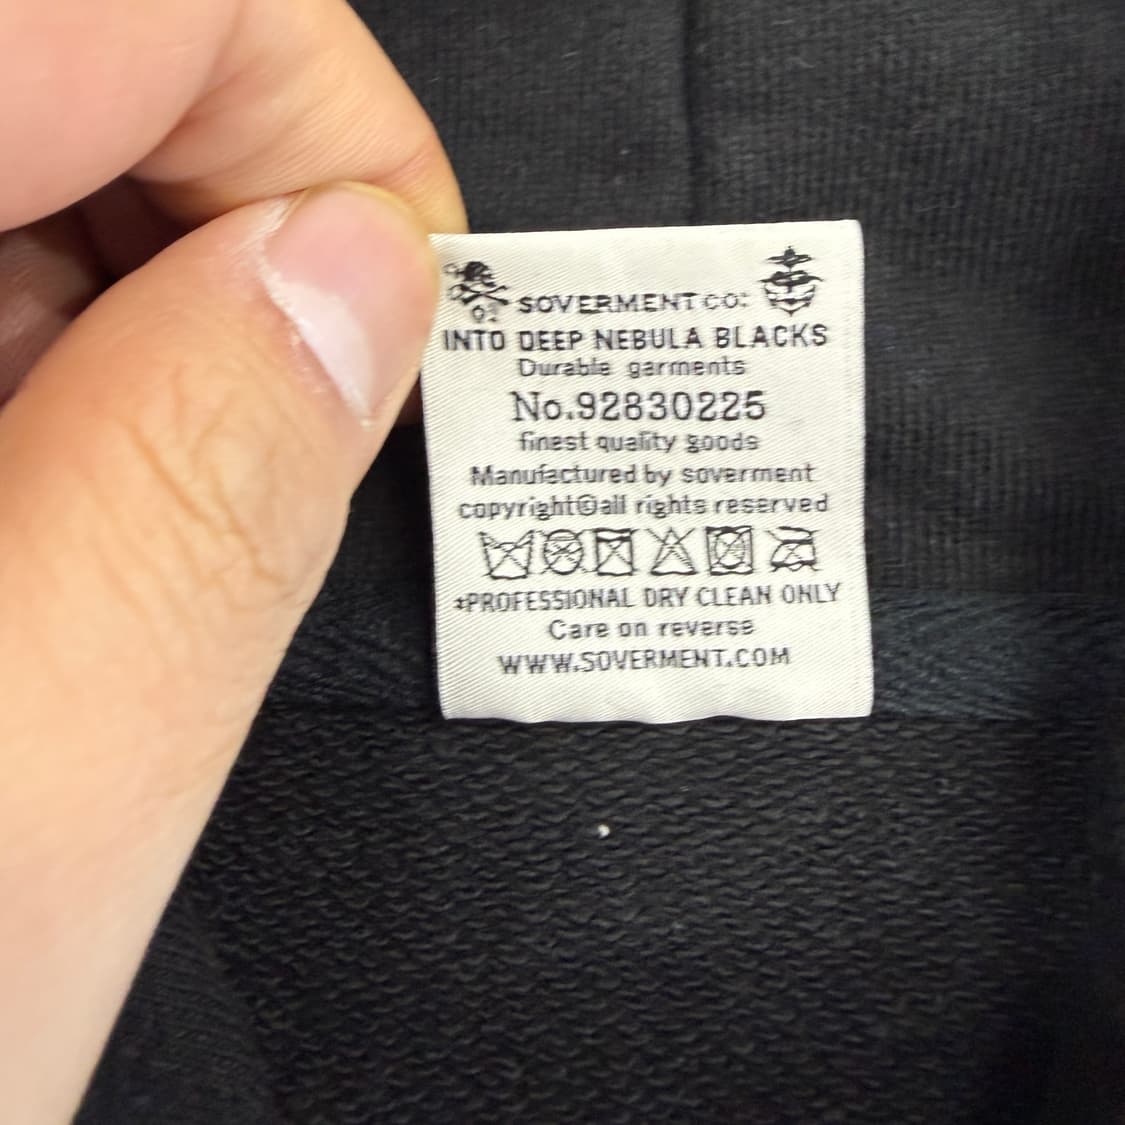 SOVERMENT CO:
INTO DEEP NEBULA BLACKS
Durable garments
No.92830225
finest quality goods
Manufactured by soverment
copyright©all rights reserved
*PROFESSIONAL DRY CLEAN ONLY
Care on reverse
WWW.SOVERMENT.COM